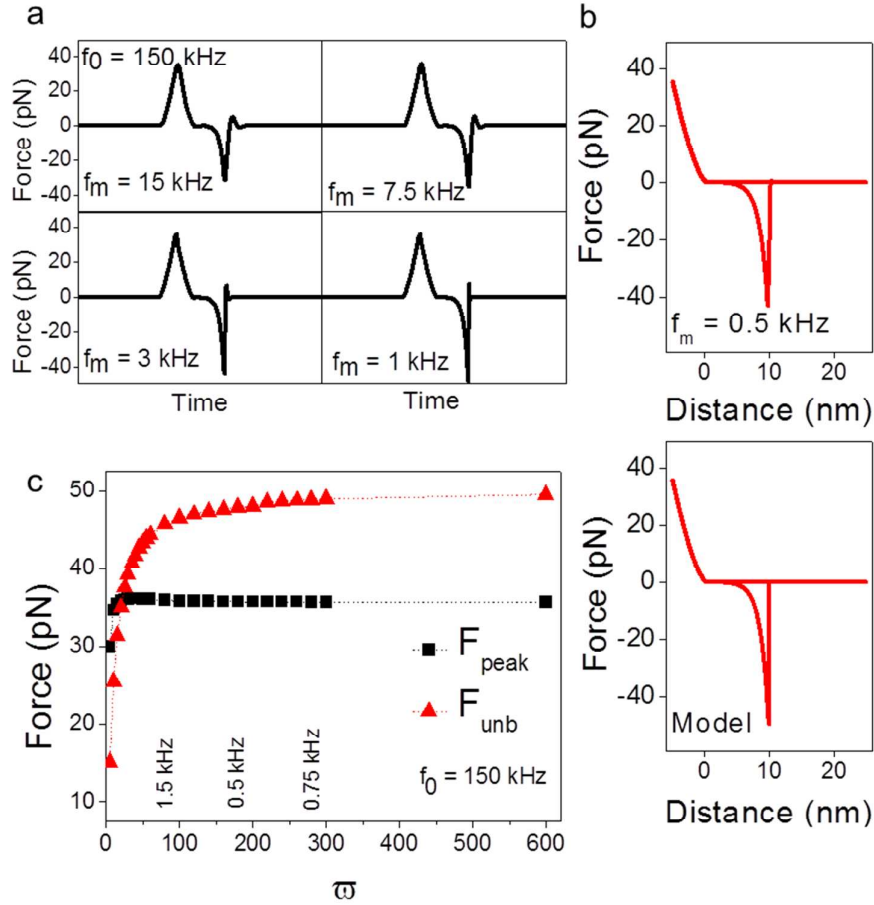 a
f0 = 150 kHz
Force (pN)
40
20
0
-20
-40
fm = 15 kHz
fm = 7.5 kHz
Force (pN)
40
20
0
-20
-40
fm = 3 kHz
fm = 1 kHz
Time
Time
b
Force (pN)
40
20
0
-20
-40
fm = 0.5 kHz
0
10
20
Distance (nm)
Force (pN)
40
20
0
-20
-40
Model
0
10
20
Distance (nm)
c
Force (pN)
50
40
30
20
10
Fpeak
Funb
1.5 kHz
0.5 kHz
0.75 kHz
f0 = 150 kHz
0
100
200
300
400
500
600
ϖ